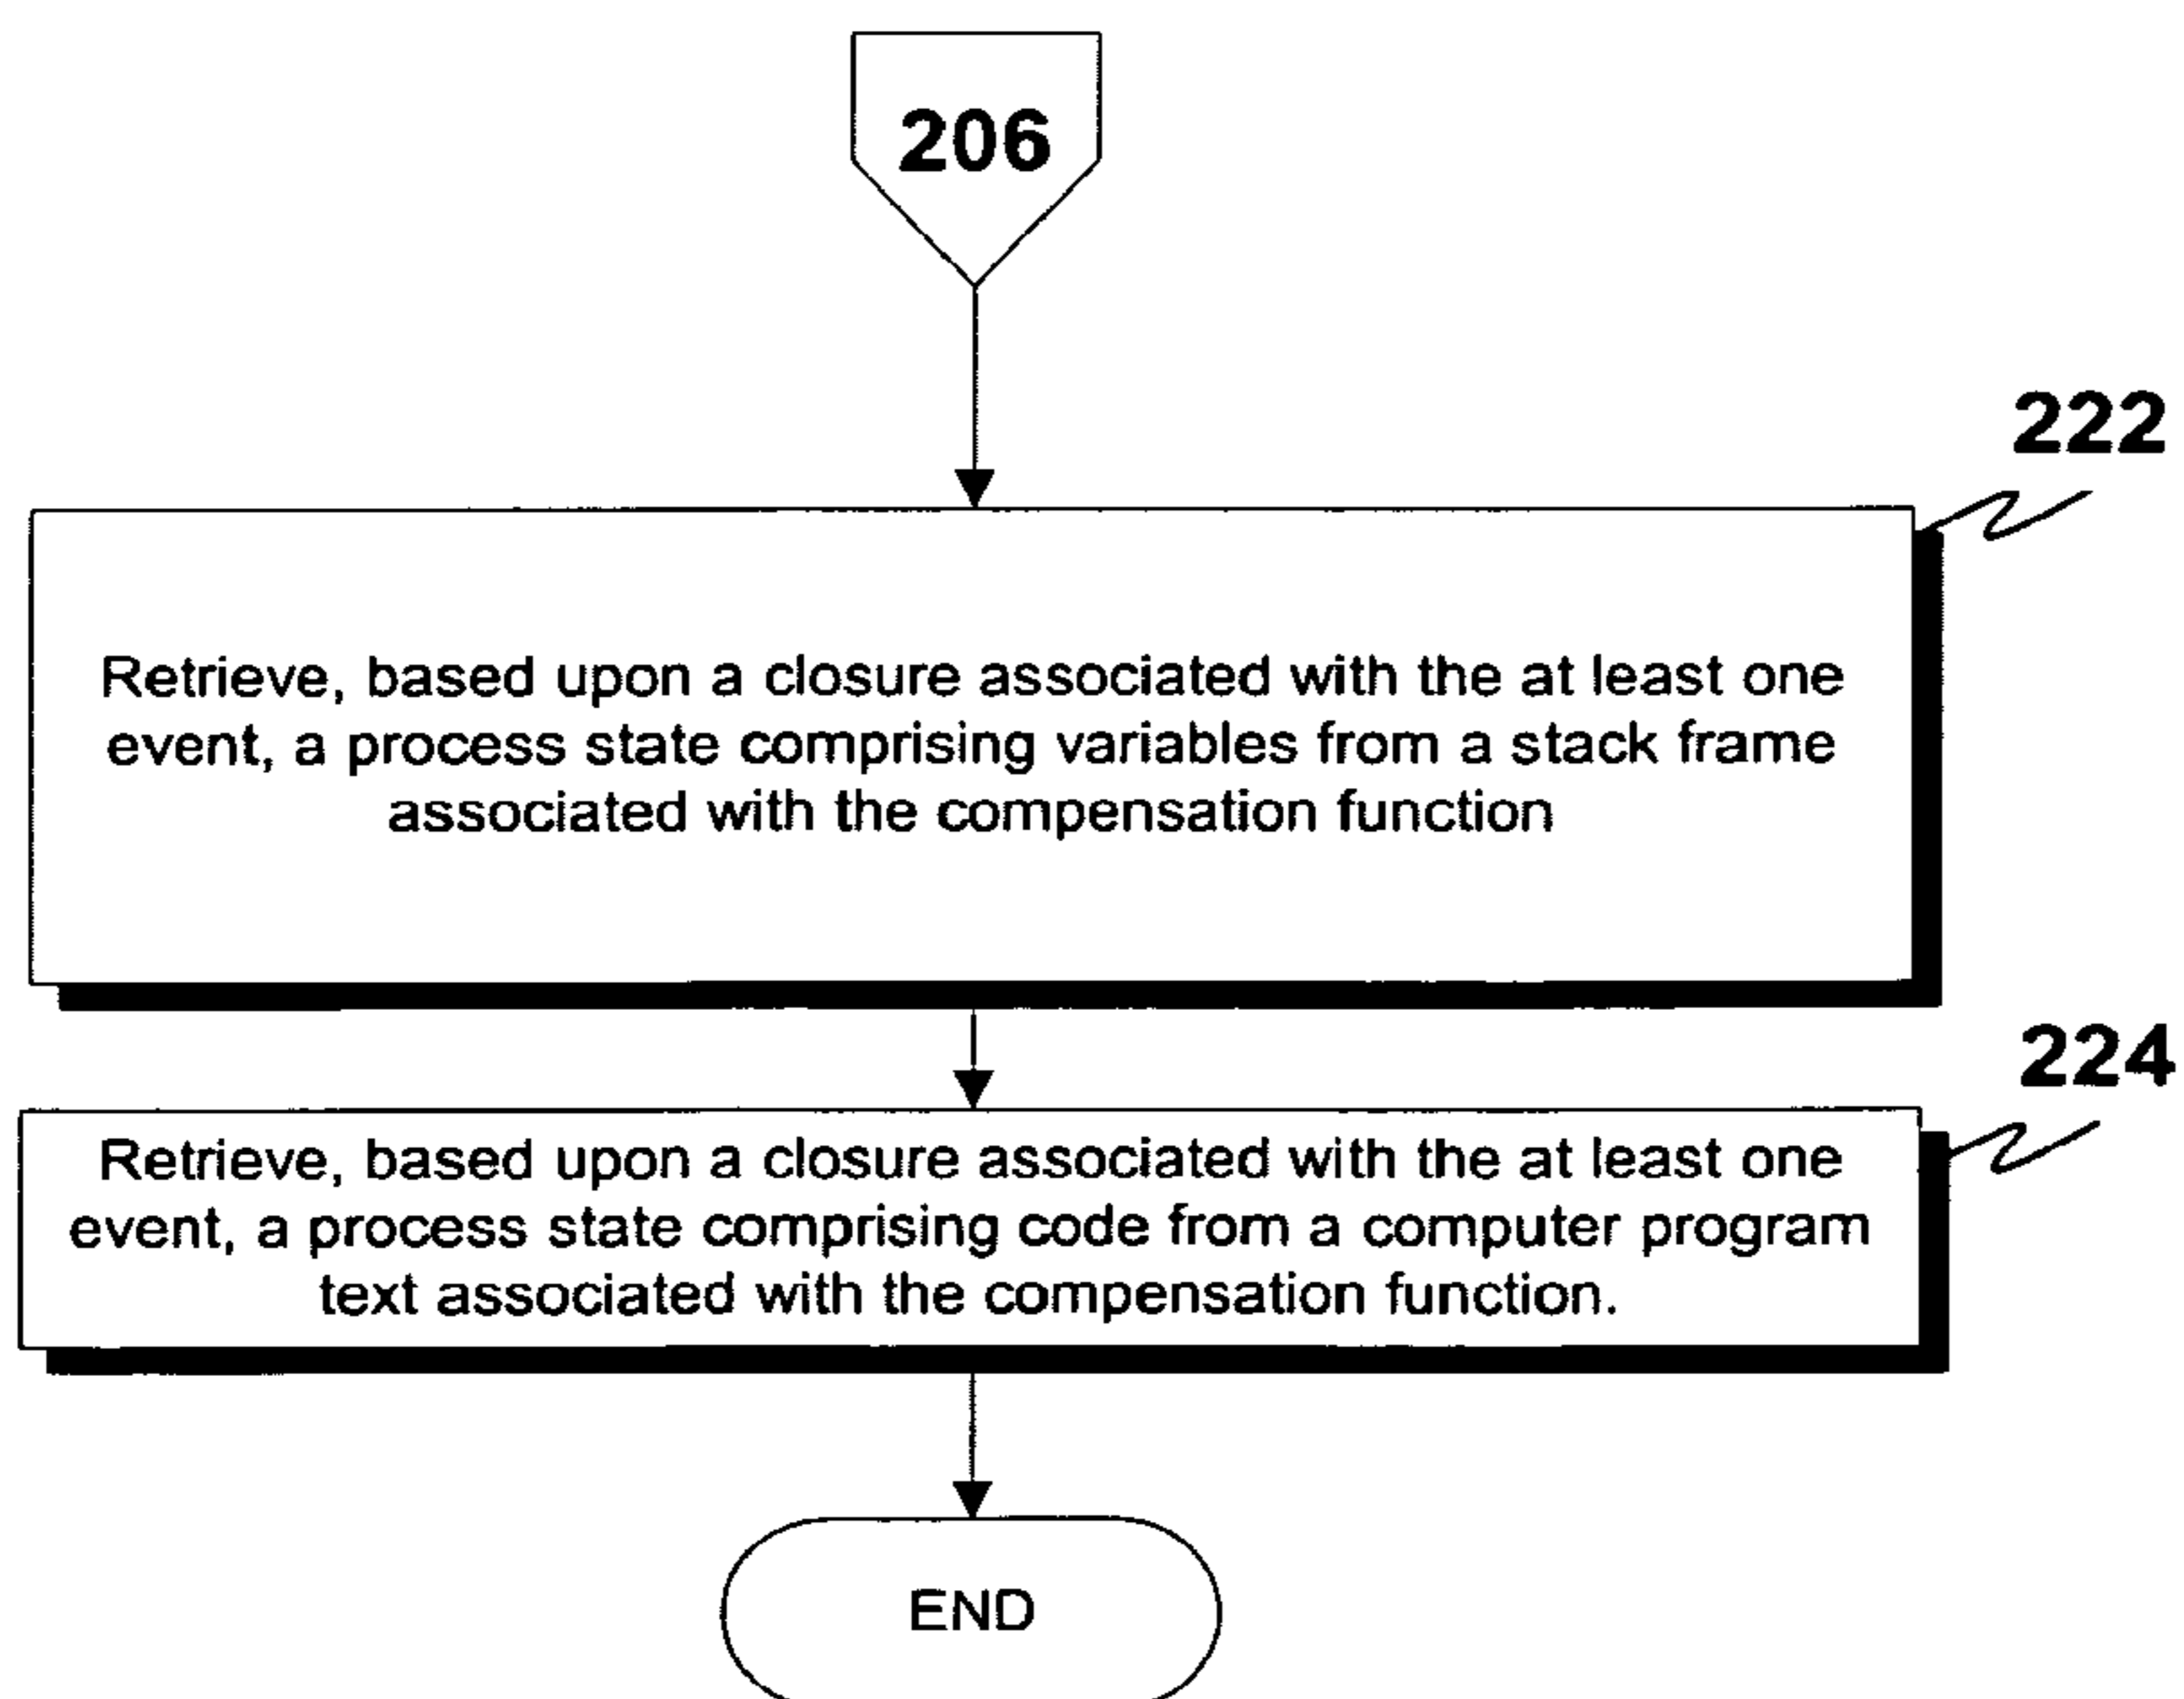 206
222
Retrieve, based upon a closure associated with the at least one
event, a process state comprising variables from a stack frame
associated with the compensation function
224
Retrieve, based upon a closure associated with the at least one
event, a process state comprising code from a computer program
text associated with the compensation function.
END